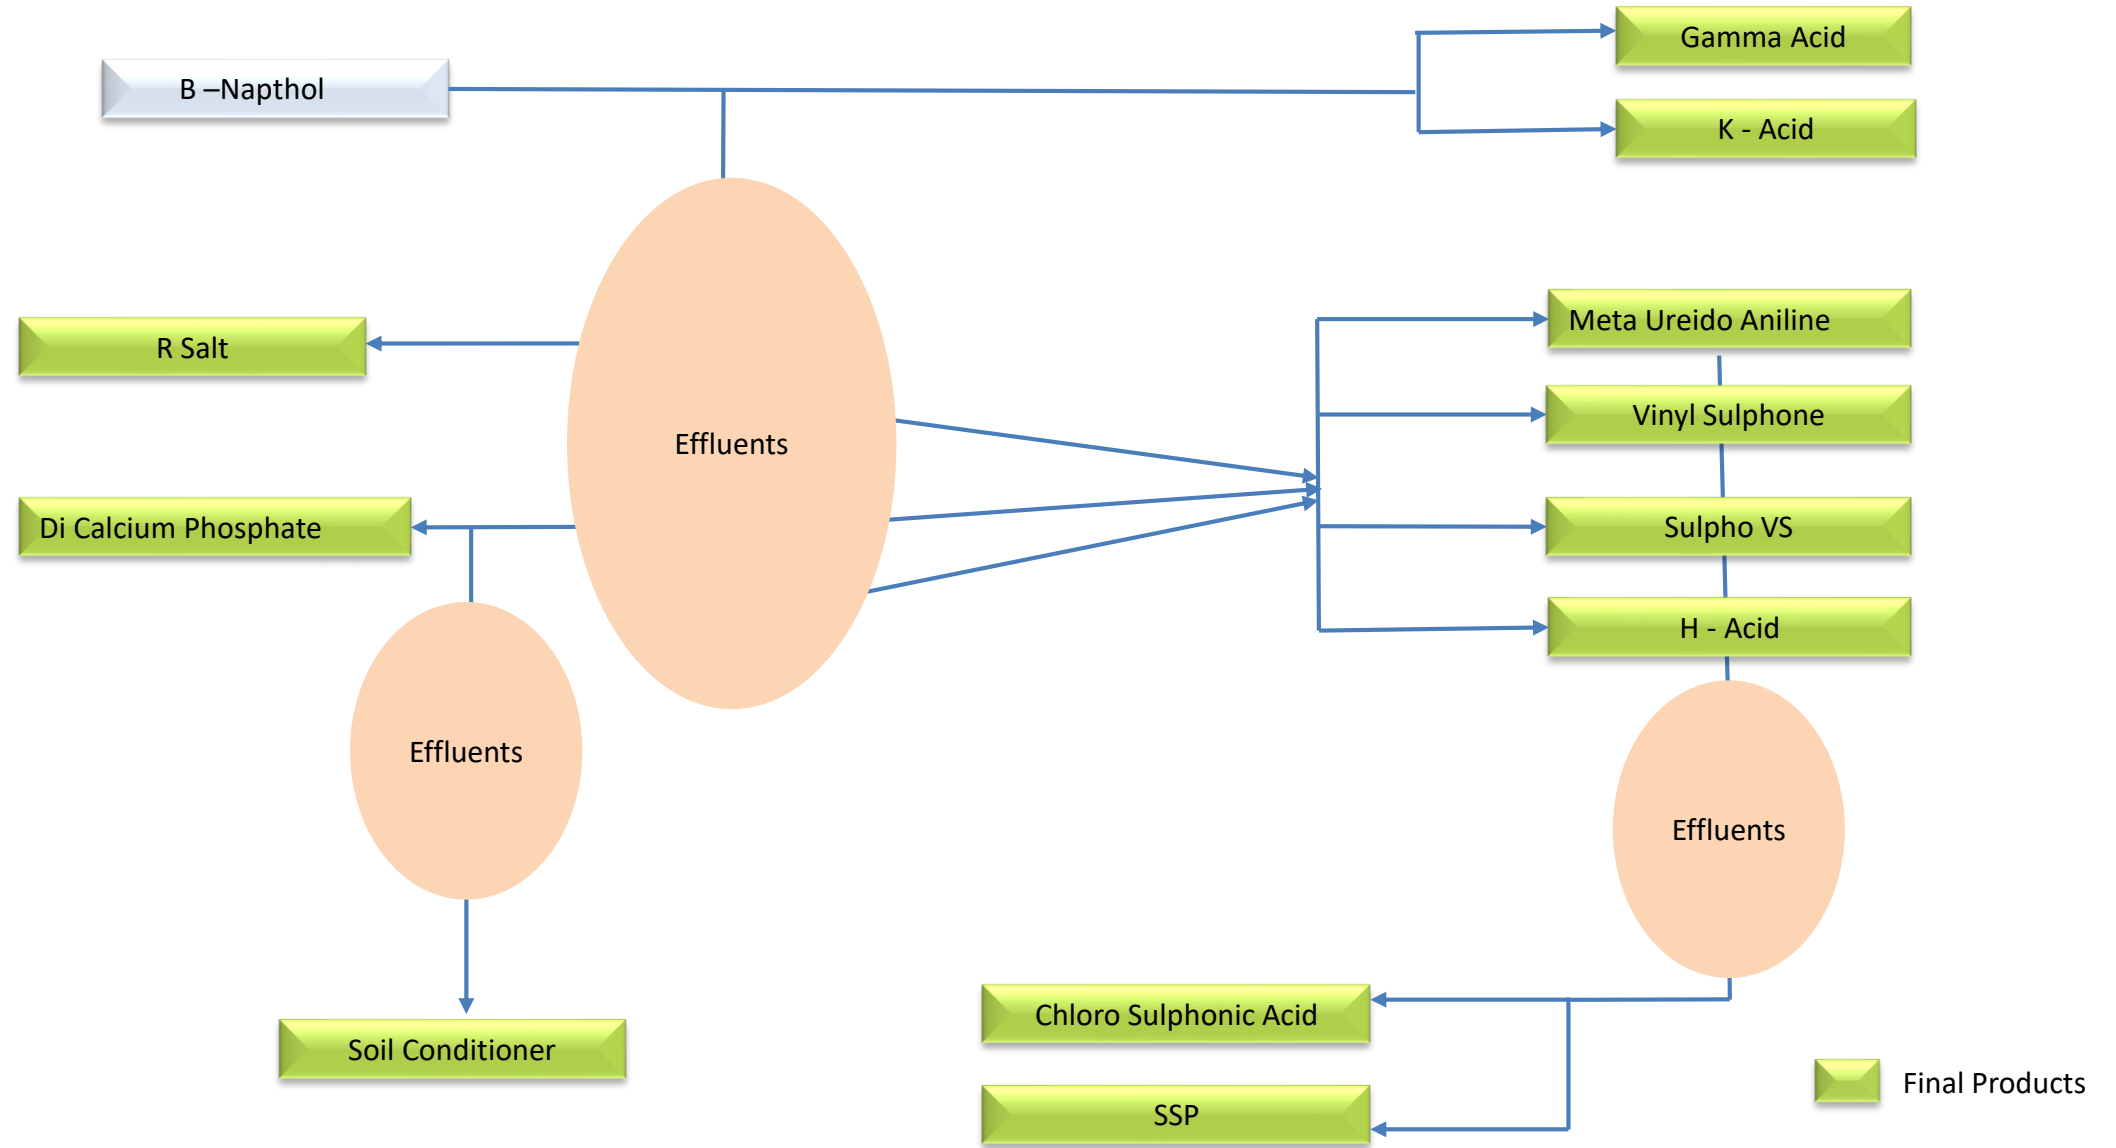 Gamma Acid
B –Napthol
K - Acid
Meta Ureido Aniline
R Salt
Vinyl Sulphone
Effluents
Di Calcium Phosphate
Sulpho VS
H - Acid
Effluents
Effluents
Chloro Sulphonic Acid
Soil Conditioner
Final Products
SSP